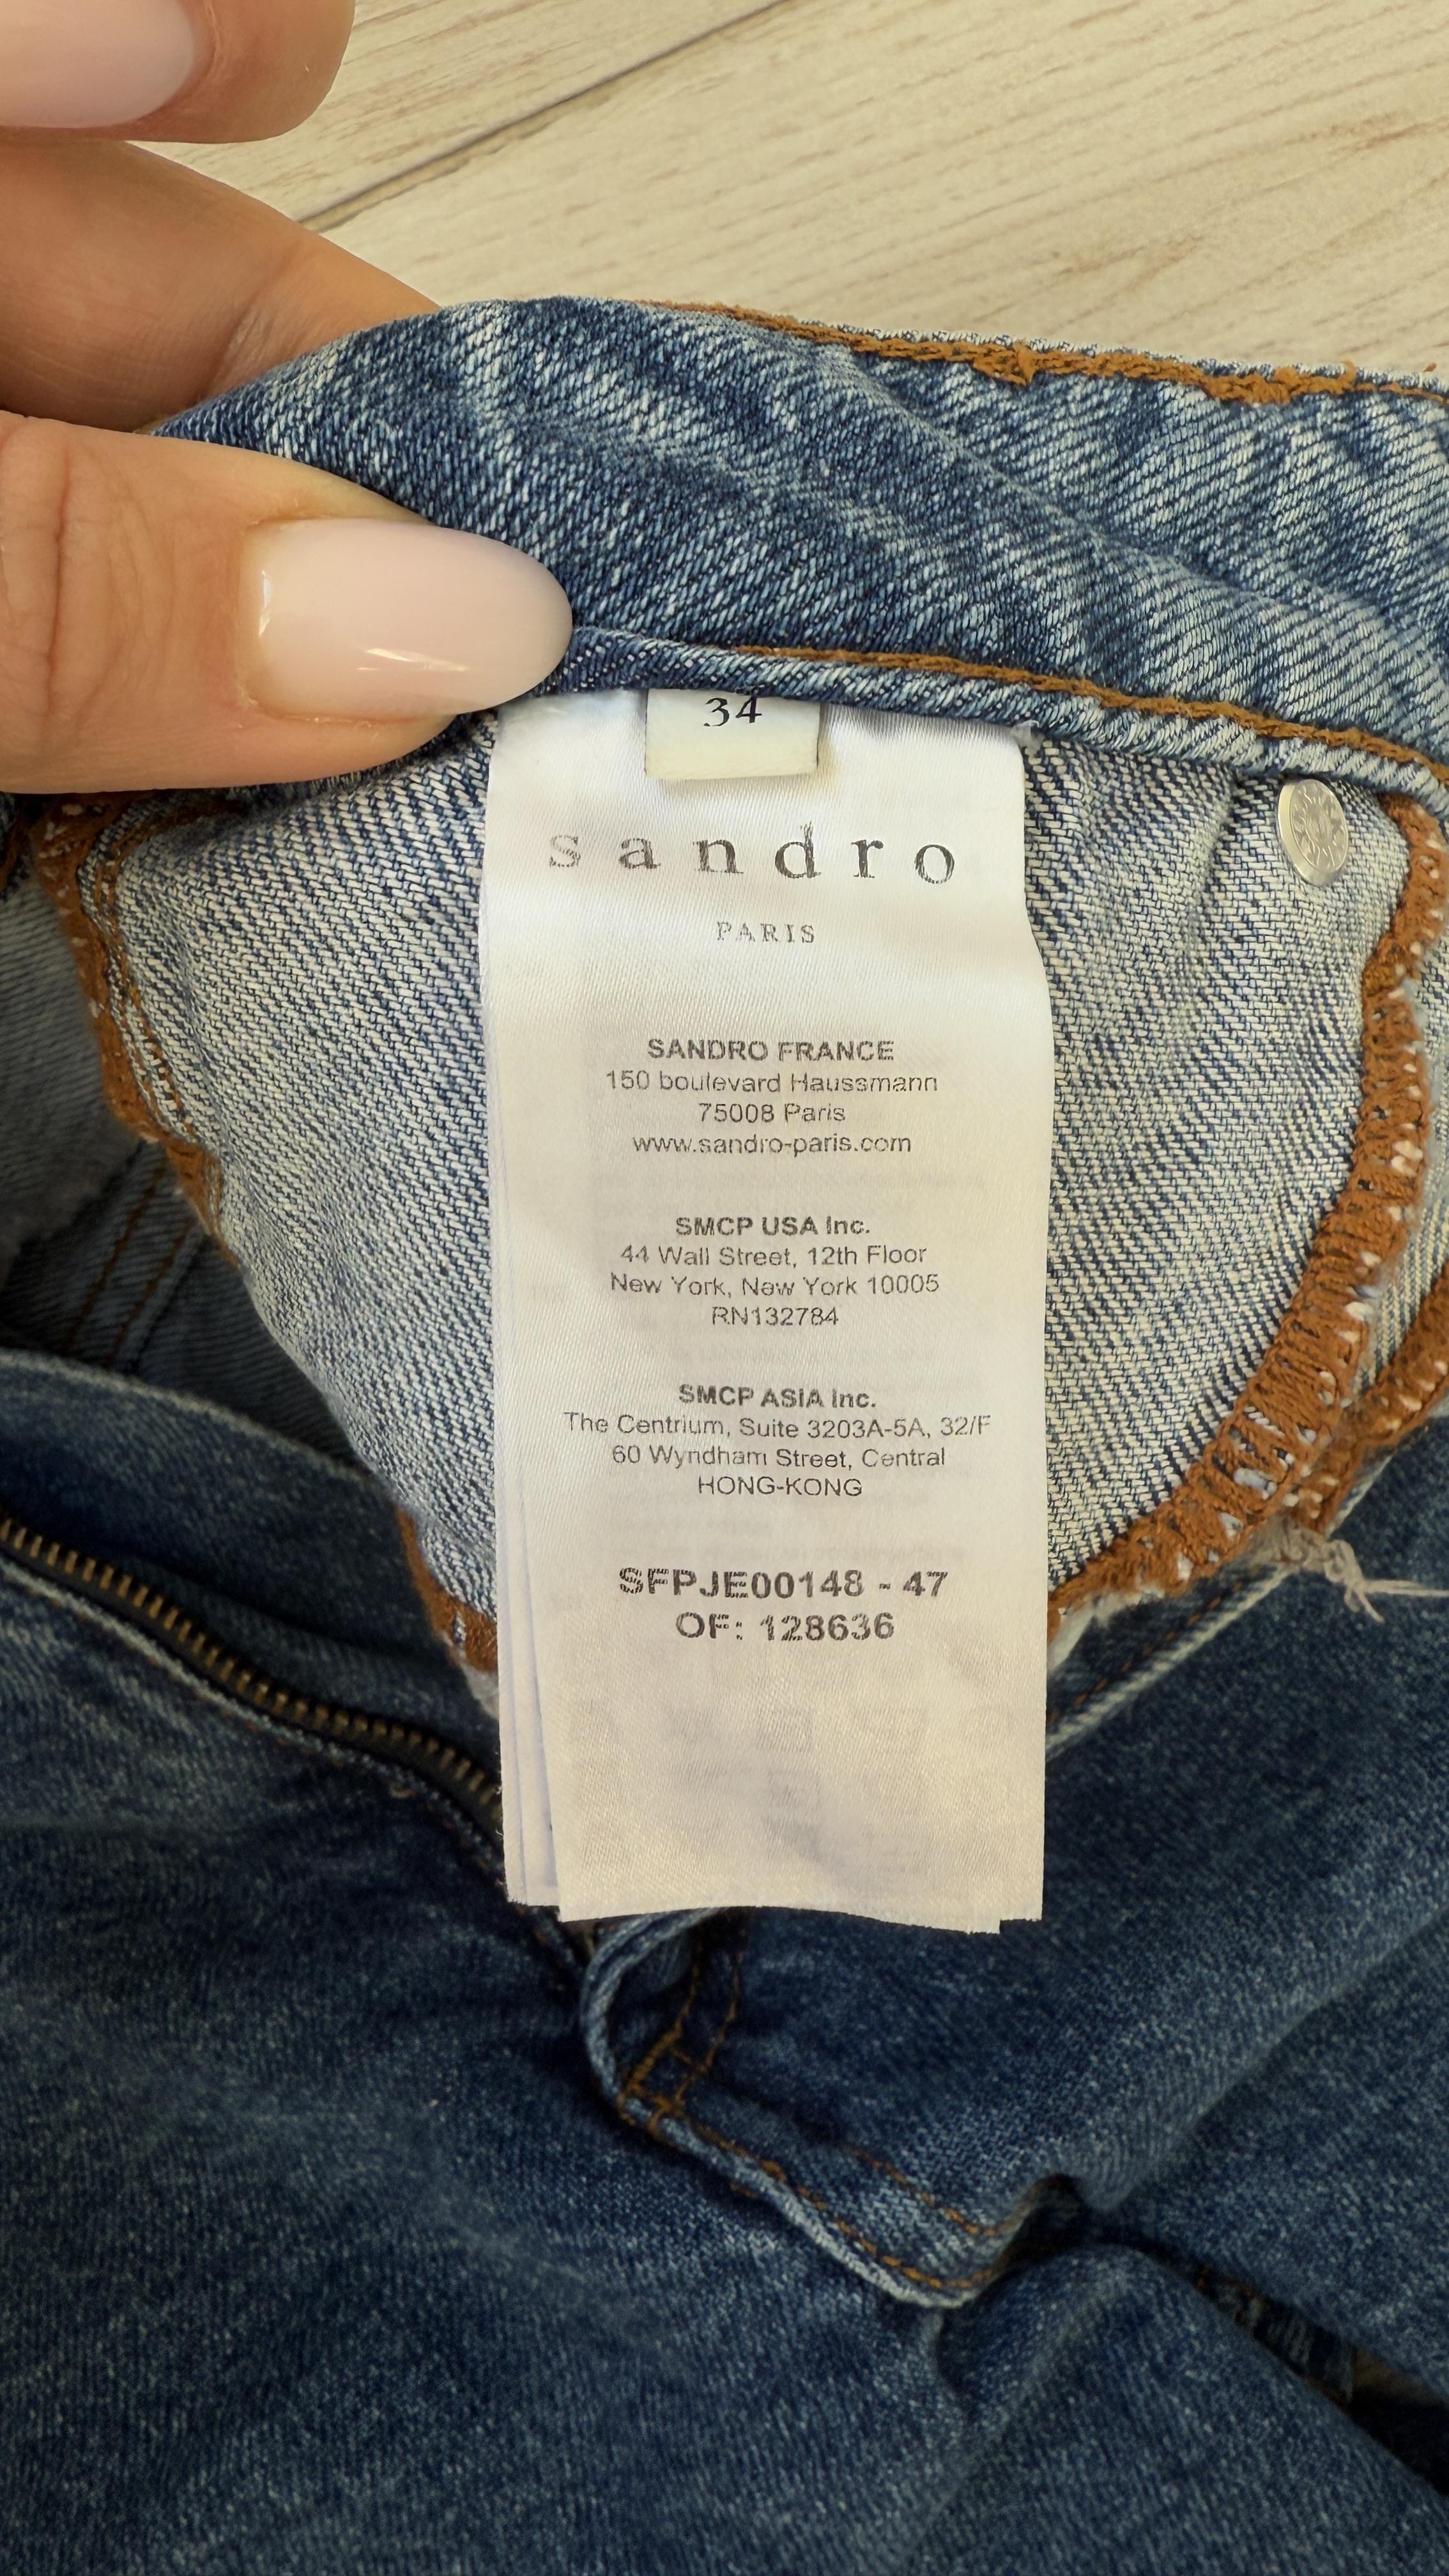 34
sandro
PARIS
SANDRO FRANCE
150 boulevard Haussmann
75008 Paris
www.sandro-paris.com
SMCP USA Inc.
44 Wall Street, 12th Floor
New York, New York 10005
RN132784
SMCP ASIA Inc.
The Centrium, Suite 3203A-5A, 32/F
60 Wyndham Street, Central
HONG-KONG
SFPJE00148 - 47
OF: 128636